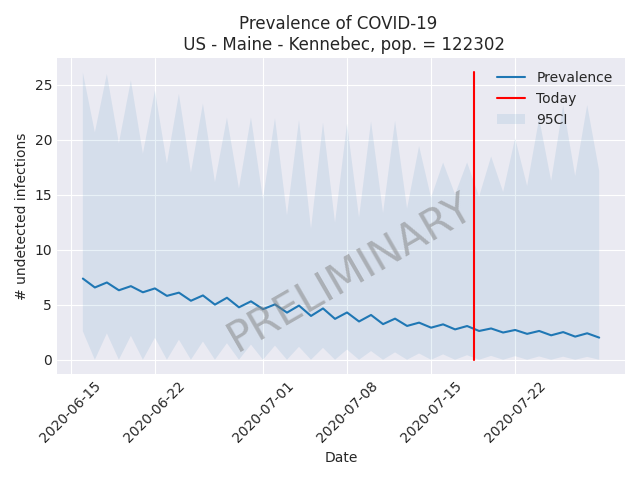 Prevalence of COVID-19
US - Maine - Kennebec, pop. = 122302
# undetected infections
25
20
15
10
5
0
Prevalence
Today
95CI
PRELIMINARY
2020-06-15
2020-06-22
2020-07-01
2020-07-08
2020-07-15
2020-07-22
Date